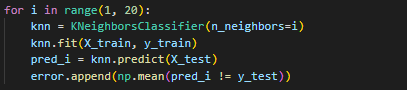 for i in range(1, 20):
    knn = KNeighborsClassifier(n_neighbors=i)
    knn.fit(X_train, y_train)
    pred_i = knn.predict(X_test)
    error.append(np.mean(pred_i != y_test))